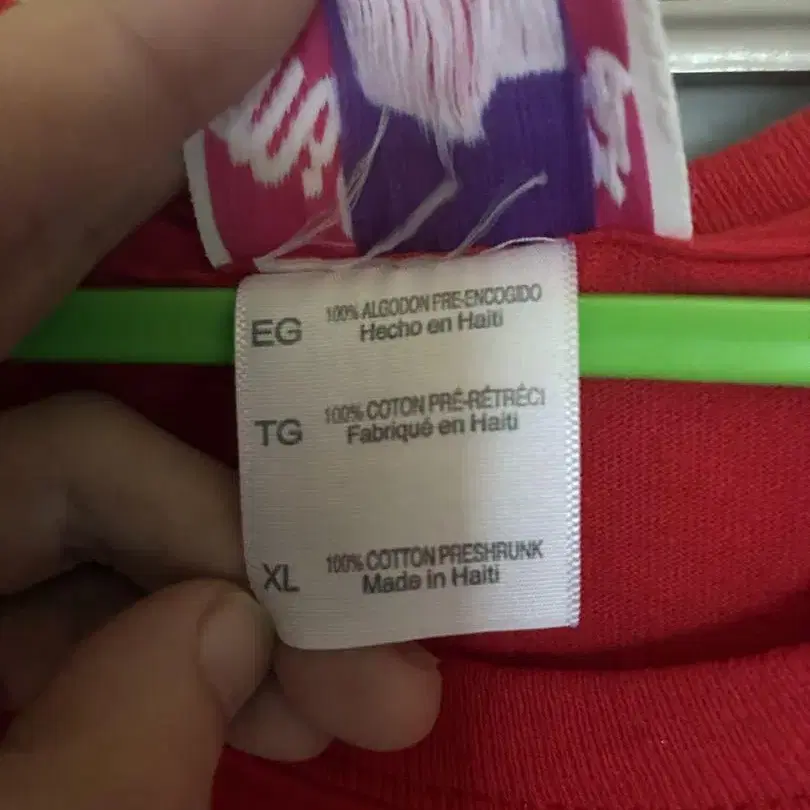 EG 100% ALGODON PRE-ENCOGIDO
Hecho en Haiti
TG 100% COTON PRÉ-RÉTRÉCI
Fabriqué en Haiti
XL 100% COTTON PRESHRUNK
Made in Haiti